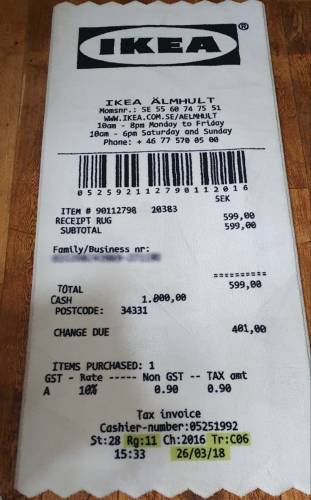 IKEA®
IKEA ÄLMHULT
Momsnr.: SE 55 60 74 75 51
WWW.IKEA.COM.SE/AELMHULT
10am - 8pm Monday to Friday
10am - 6pm Saturday and Sunday
Phone: + 46 77 570 05 00
052592112790112016
SEK
ITEM # 90112798 20383
RECEIPT RUG 599,00
SUBTOTAL 599,00
Family/Business nr:
==========
TOTAL 599,00
CASH 1.000,00
POSTCODE: 34331
CHANGE DUE 401,00
ITEMS PURCHASED: 1
GST - Rate ----- Non GST -- TAX amt
A 10% 0.90 0.90
Tax invoice
Cashier-number:05251992
St:28 Rg:11 Ch:2016 Tr:C06
15:33 26/03/18